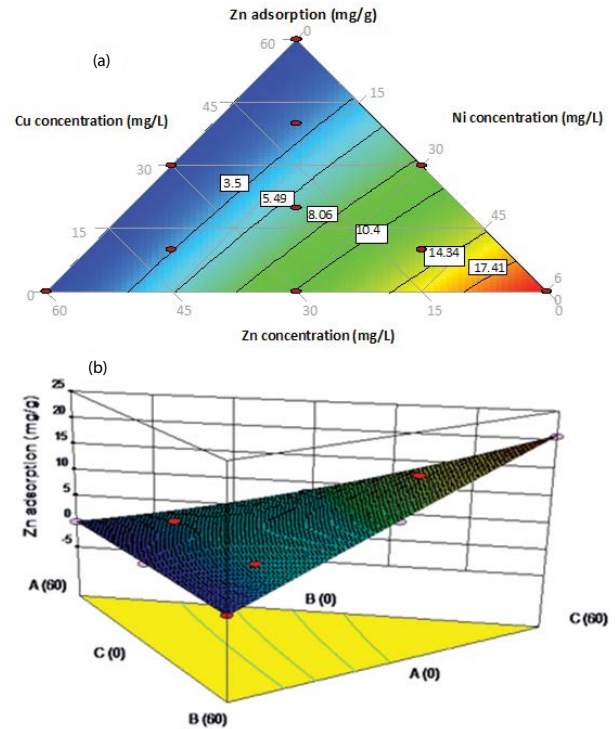 Zn adsorption (mg/g)
(a)
60 0
45 15
Cu concentration (mg/L) Ni concentration (mg/L)
30 30
3.5
5.49
8.06
10.4
14.34
17.41
15 45
0 6
0
60 45 30 15
Zn concentration (mg/L)
(b)
Zn adsorption (mg/g)
25
20
15
10
5
0
-5
A (60)
B (0)
C (60)
C (0)
A (0)
B (60)